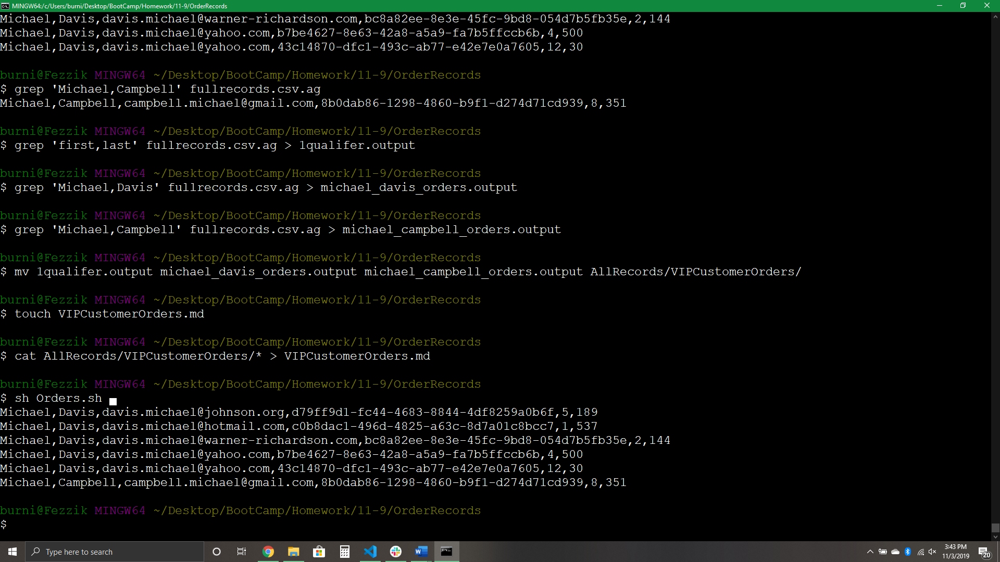 MINGW64:/c/Users/burni/Desktop/BootCamp/Homework/11-9/OrderRecords
Michael,Davis,davis.michael@warner-richardson.com,bc8a82ee-8e3e-45fc-9bd8-054d7b5fb35e,2,144
Michael,Davis,davis.michael@yahoo.com,b7be4627-8e63-42a8-a5a9-fa7b5ffccb6b,4,500
Michael,Davis,davis.michael@yahoo.com,43c14870-dfc1-493c-ab77-e42e7e0a7605,12,30
burni@Fezzik MINGW64 ~/Desktop/BootCamp/Homework/11-9/OrderRecords
$ grep 'Michael,Campbell' fullrecords.csv.ag
Michael,Campbell,campbell.michael@gmail.com,8b0dab86-1298-4860-b9f1-d274d71cd939,8,351
burni@Fezzik MINGW64 ~/Desktop/BootCamp/Homework/11-9/OrderRecords
$ grep 'first,last' fullrecords.csv.ag > 1qualifer.output
burni@Fezzik MINGW64 ~/Desktop/BootCamp/Homework/11-9/OrderRecords
$ grep 'Michael,Davis' fullrecords.csv.ag > michael_davis_orders.output
burni@Fezzik MINGW64 ~/Desktop/BootCamp/Homework/11-9/OrderRecords
$ grep 'Michael,Campbell' fullrecords.csv.ag > michael_campbell_orders.output
burni@Fezzik MINGW64 ~/Desktop/BootCamp/Homework/11-9/OrderRecords
$ mv 1qualifer.output michael_davis_orders.output michael_campbell_orders.output AllRecords/VIPCustomerOrders/
burni@Fezzik MINGW64 ~/Desktop/BootCamp/Homework/11-9/OrderRecords
$ touch VIPCustomerOrders.md
burni@Fezzik MINGW64 ~/Desktop/BootCamp/Homework/11-9/OrderRecords
$ cat AllRecords/VIPCustomerOrders/* > VIPCustomerOrders.md
burni@Fezzik MINGW64 ~/Desktop/BootCamp/Homework/11-9/OrderRecords
$ sh Orders.sh
Michael,Davis,davis.michael@johnson.org,d79ff9d1-fc44-4683-8844-4df8259a0b6f,5,189
Michael,Davis,davis.michael@hotmail.com,c0b8dac1-496d-4825-a63c-8d7a01c8bcc7,1,537
Michael,Davis,davis.michael@warner-richardson.com,bc8a82ee-8e3e-45fc-9bd8-054d7b5fb35e,2,144
Michael,Davis,davis.michael@yahoo.com,b7be4627-8e63-42a8-a5a9-fa7b5ffccb6b,4,500
Michael,Davis,davis.michael@yahoo.com,43c14870-dfc1-493c-ab77-e42e7e0a7605,12,30
Michael,Campbell,campbell.michael@gmail.com,8b0dab86-1298-4860-b9f1-d274d71cd939,8,351
burni@Fezzik MINGW64 ~/Desktop/BootCamp/Homework/11-9/OrderRecords
$
Type here to search
3:43 PM
11/3/2019
20